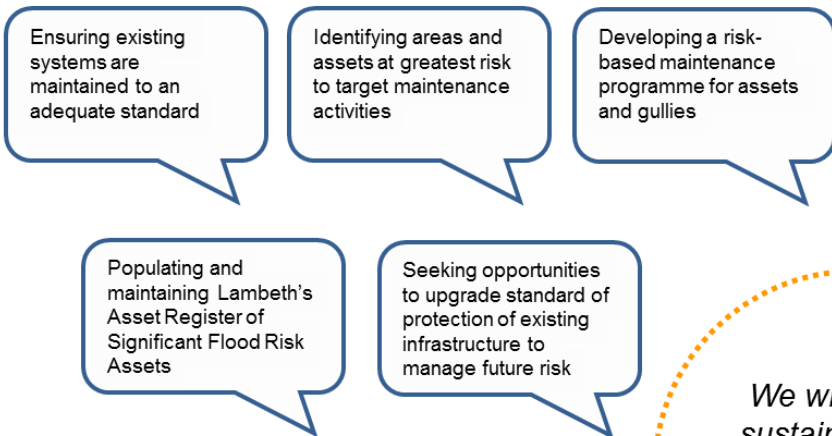 Ensuring existing
systems are
maintained to an
adequate standard
Identifying areas and
assets at greatest risk
to target maintenance
activities
Developing a risk-
based maintenance
programme for assets
and gullies
Populating and
maintaining Lambeth's
Asset Register of
Significant Flood Risk
Assets
Seeking opportunities
to upgrade standard of
protection of existing
infrastructure to
manage future risk
We